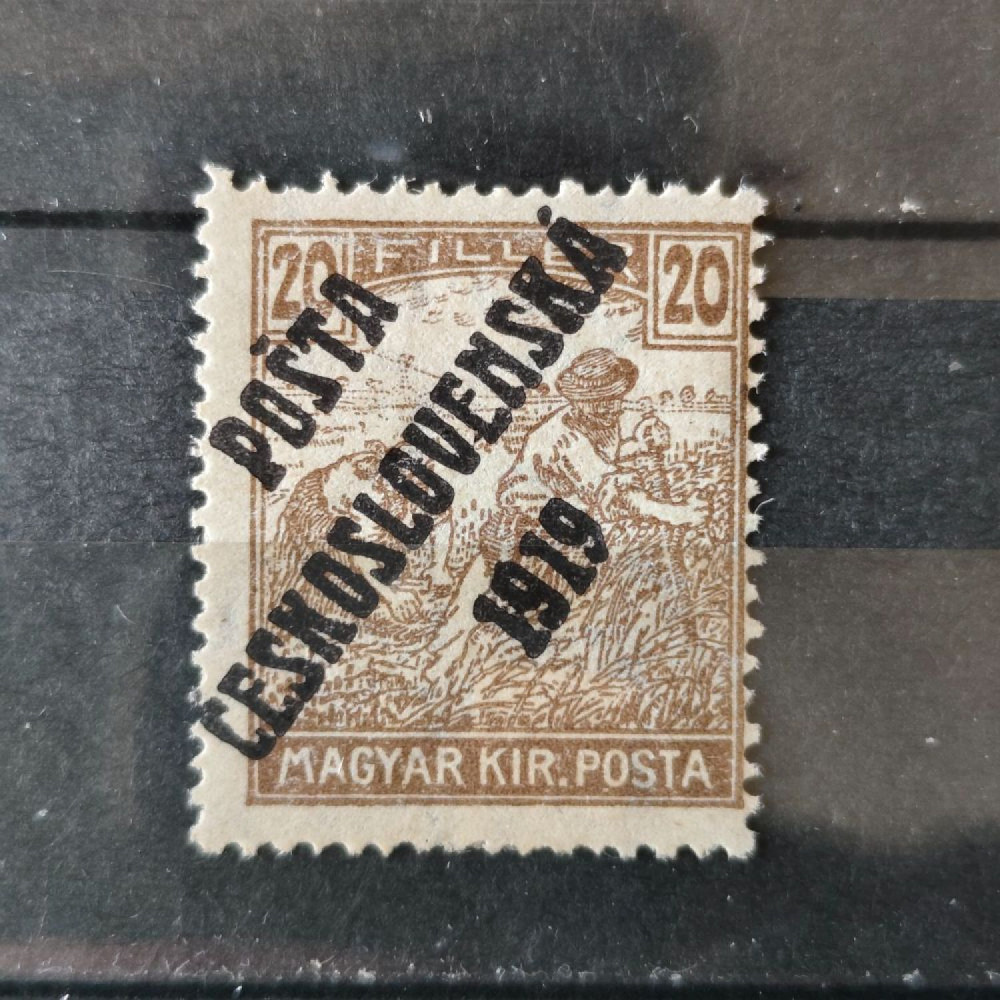 20 FILLÉR 20
POŠTA
ČESKOSLOVENSKÁ
1919
MAGYAR KIR. POSTA